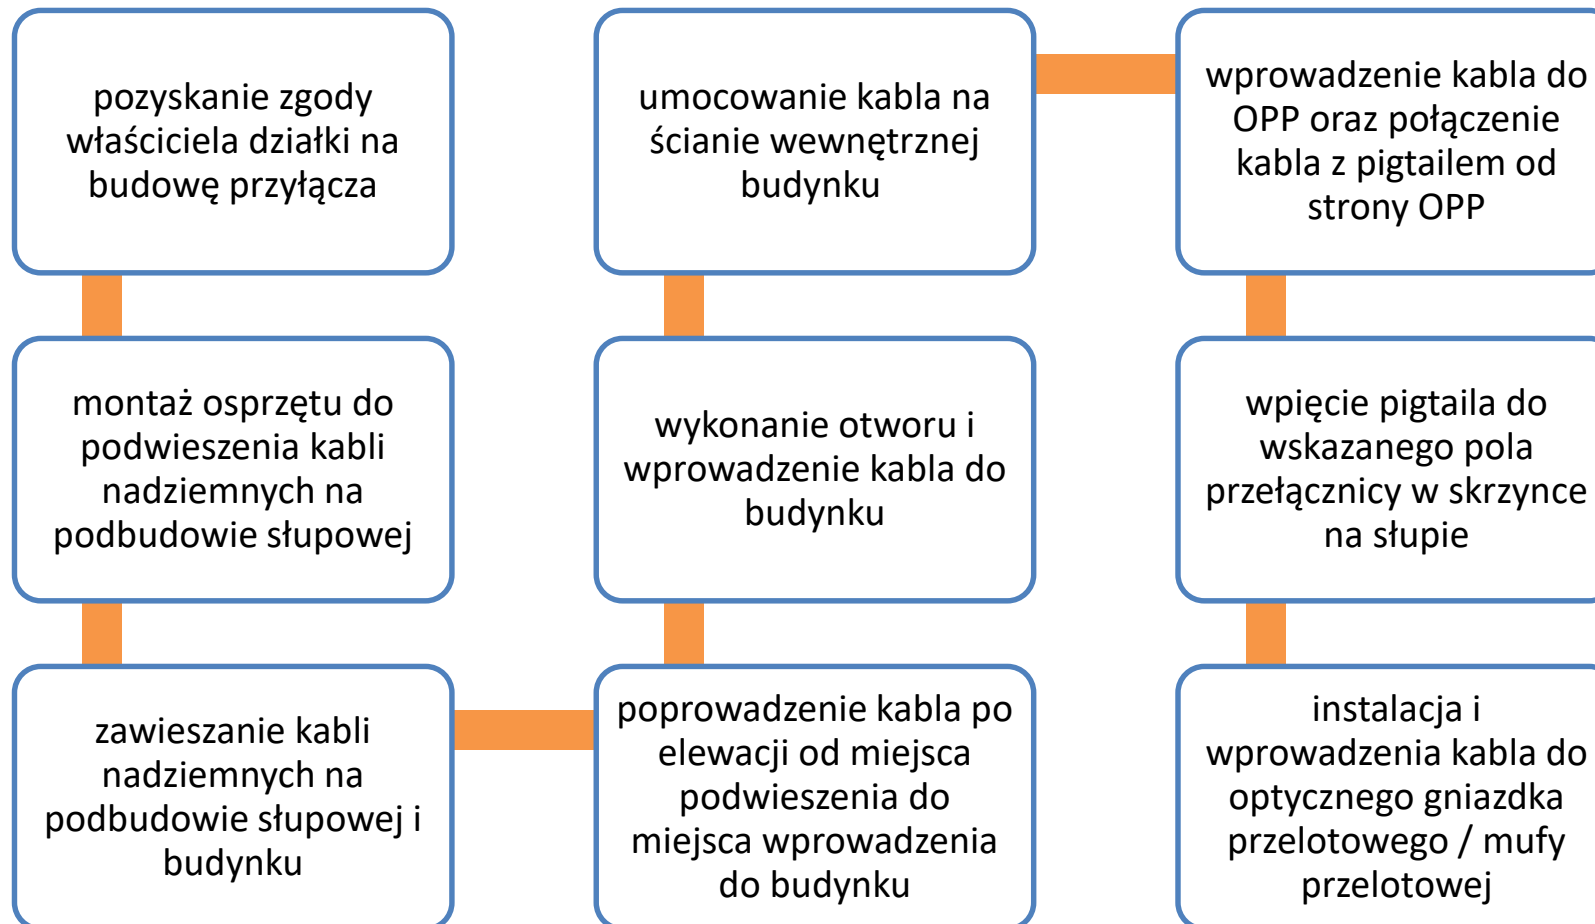 pozyskanie zgody
właściciela działki na
budowę przyłącza
montaż osprzętu do
podwieszenia kabli
nadziemnych na
podbudowie słupowej
zawieszanie kabli
nadziemnych na
podbudowie słupowej i
budynku
poprowadzenie kabla po
elewacji od miejsca
podwieszenia do
miejsca wprowadzenia
do budynku
wykonanie otworu i
wprowadzenie kabla do
budynku
umocowanie kabla na
ścianie wewnętrznej
budynku
wprowadzenie kabla do
OPP oraz połączenie
kabla z pigtailem od
strony OPP
wpięcie pigtaila do
wskazanego pola
przełącznicy w skrzynce
na słupie
instalacja i
wprowadzenia kabla do
optycznego gniazdka
przelotowego / mufy
przelotowej